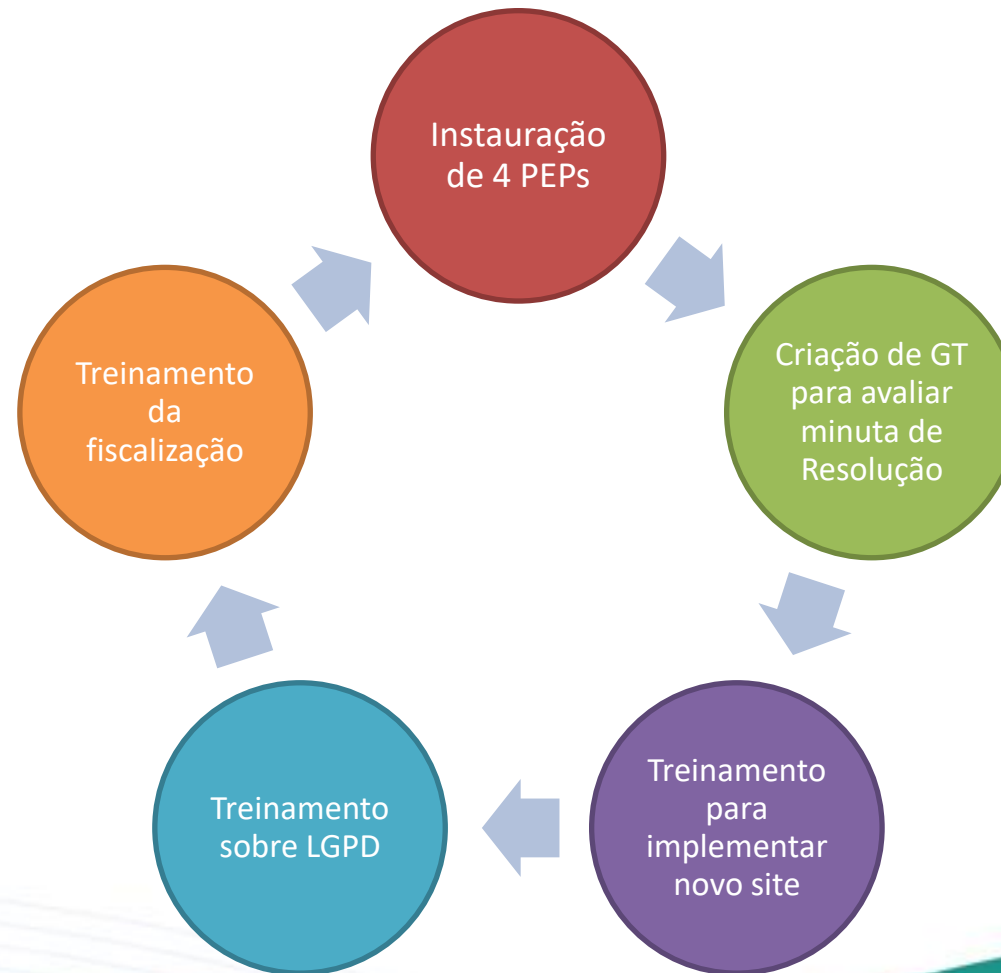 Instauração
de 4 PEPs
Criação de GT
para avaliar
minuta de
Resolução
Treinamento
para
implementar
novo site
Treinamento
sobre LGPD
Treinamento
da
fiscalização